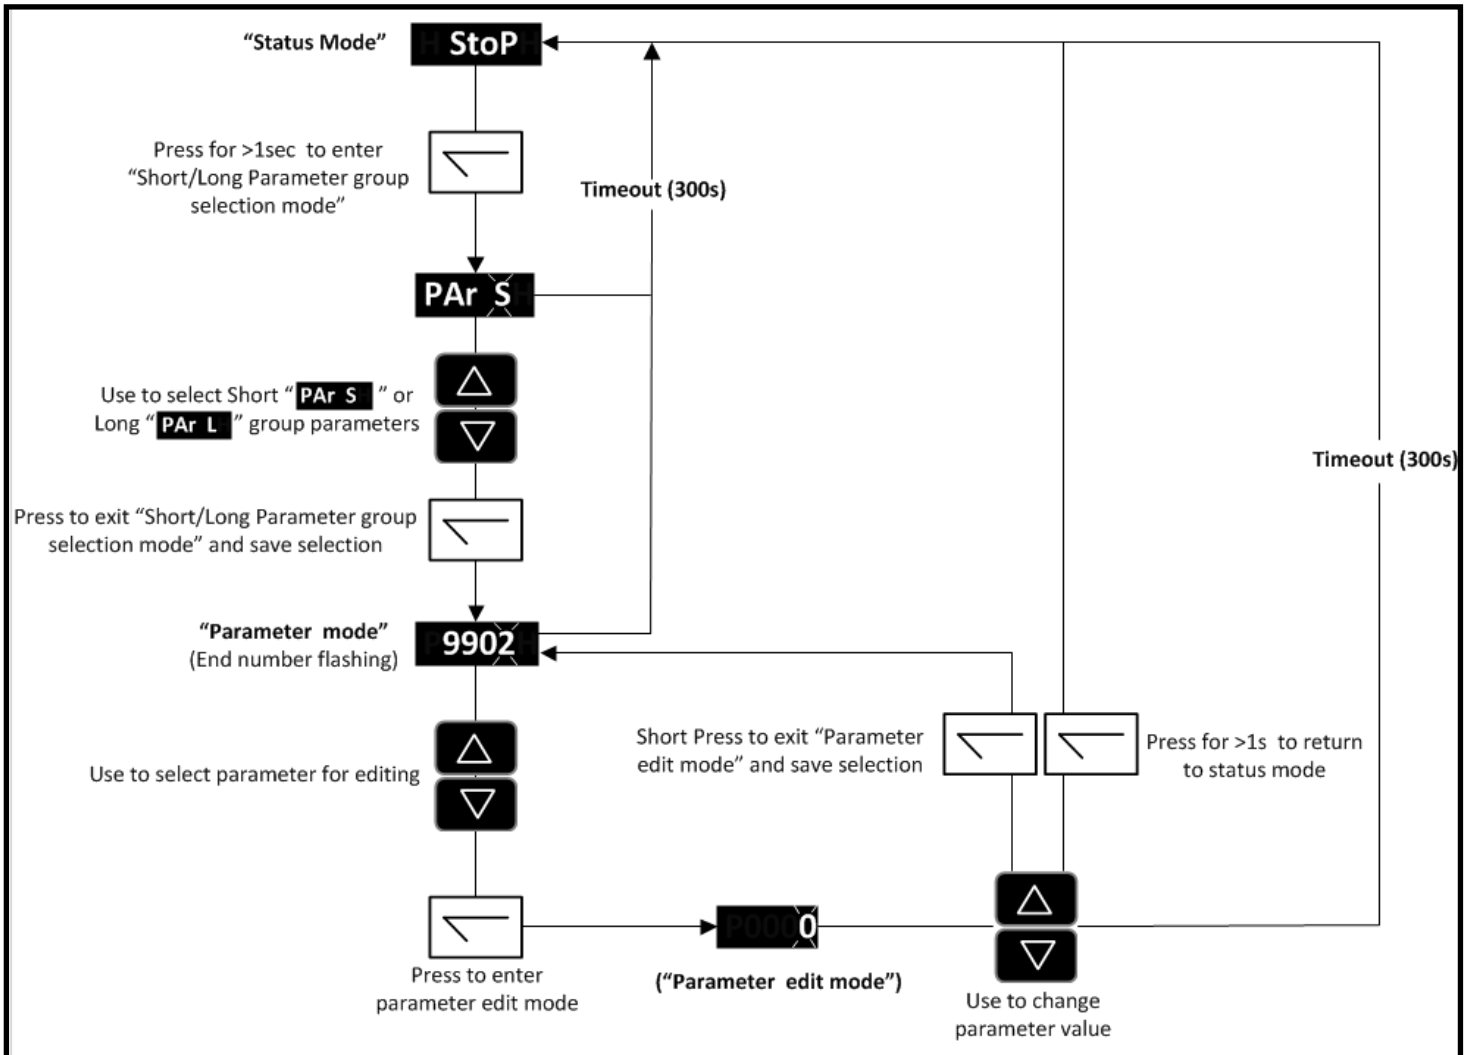 “Status Mode”
StoP
Press for >1sec to enter
“Short/Long Parameter group
selection mode”
Timeout (300s)
PAr S
Use to select Short “ PAr S ” or
Long “ PAr L ” group parameters
Timeout (300s)
Press to exit “Short/Long Parameter group
selection mode” and save selection
“Parameter mode”
(End number flashing)
9902
Short Press to exit “Parameter
edit mode” and save selection
Press for >1s to return
to status mode
Use to select parameter for editing
P0000
Press to enter
parameter edit mode
(“Parameter edit mode”)
Use to change
parameter value